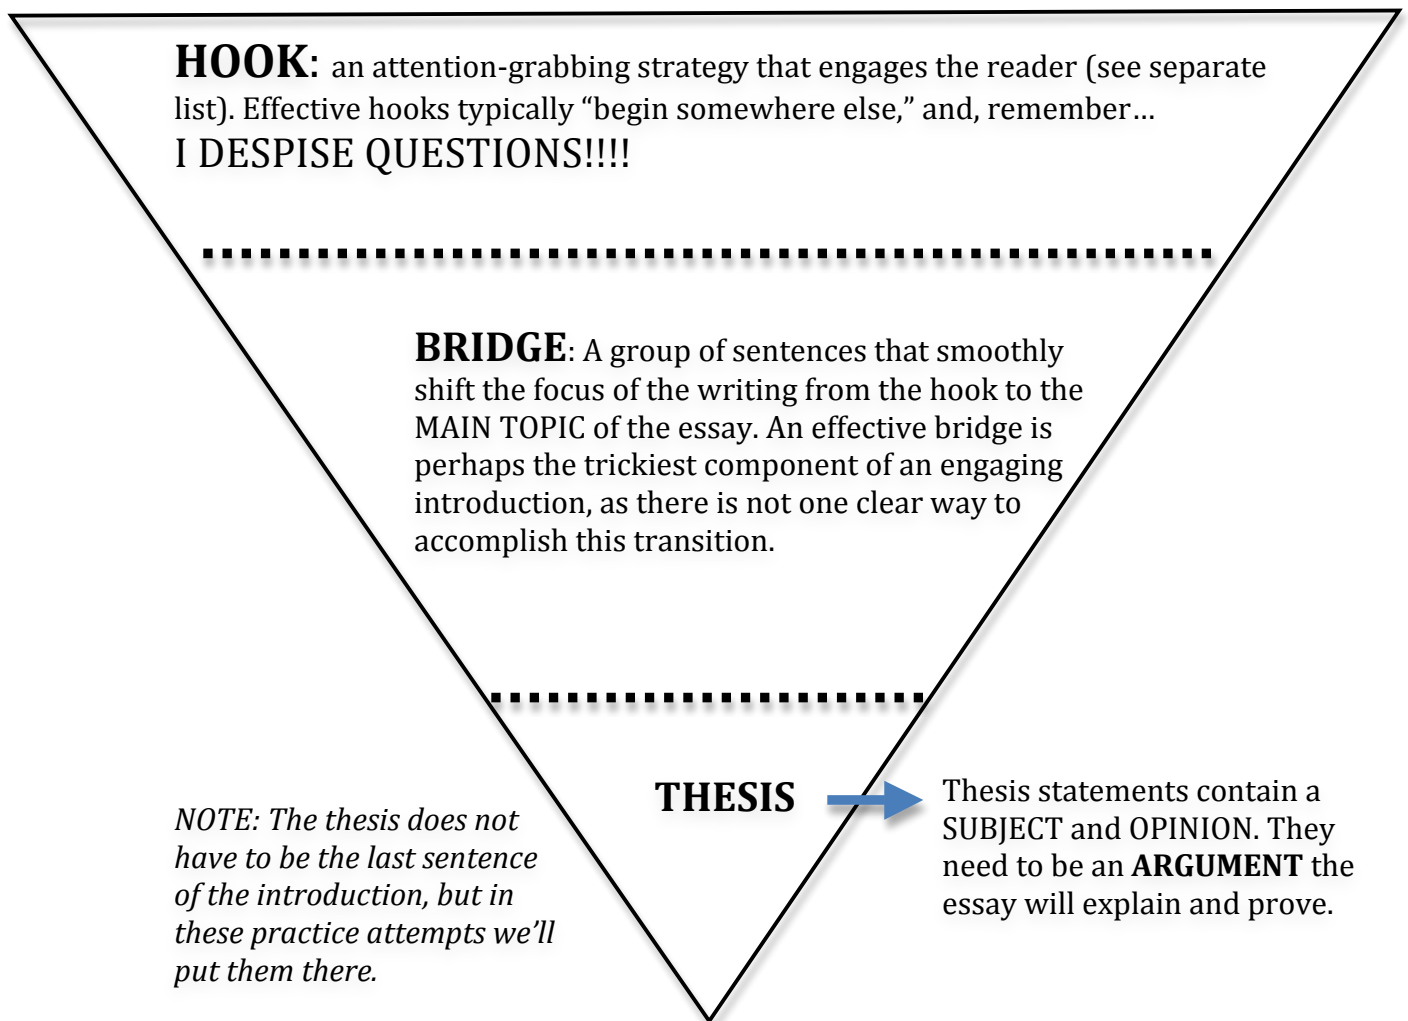 HOOK: an attention-grabbing strategy that engages the reader (see separate
list). Effective hooks typically “begin somewhere else,” and, remember…
I DESPISE QUESTIONS!!!!
BRIDGE: A group of sentences that smoothly
shift the focus of the writing from the hook to the
MAIN TOPIC of the essay. An effective bridge is
perhaps the trickiest component of an engaging
introduction, as there is not one clear way to
accomplish this transition.
THESIS
Thesis statements contain a
SUBJECT and OPINION. They
need to be an ARGUMENT the
essay will explain and prove.
NOTE: The thesis does not
have to be the last sentence
of the introduction, but in
these practice attempts we’ll
put them there.